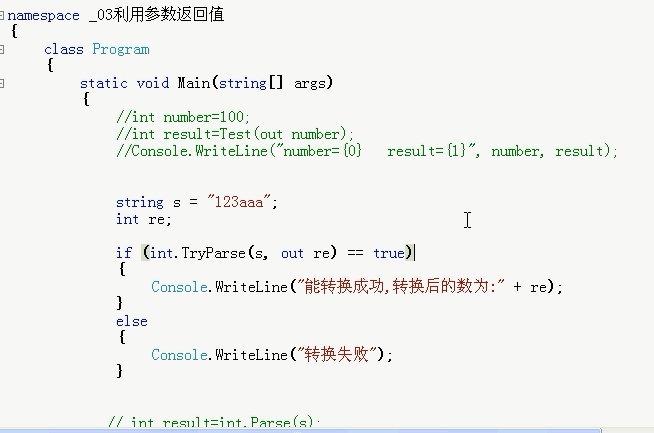 namespace _03利用参数返回值
{
class Program
{
static void Main(string[] args)
{
//int number=100;
//int result=Test(out number);
//Console.WriteLine("number={0}   result={1}", number, result);
string s = "123aaa";
int re;
if (int.TryParse(s, out re) == true)
{
Console.WriteLine("能转换成功,转换后的数为:" + re);
}
else
{
Console.WriteLine("转换失败");
}
// int result=int.Parse(s);